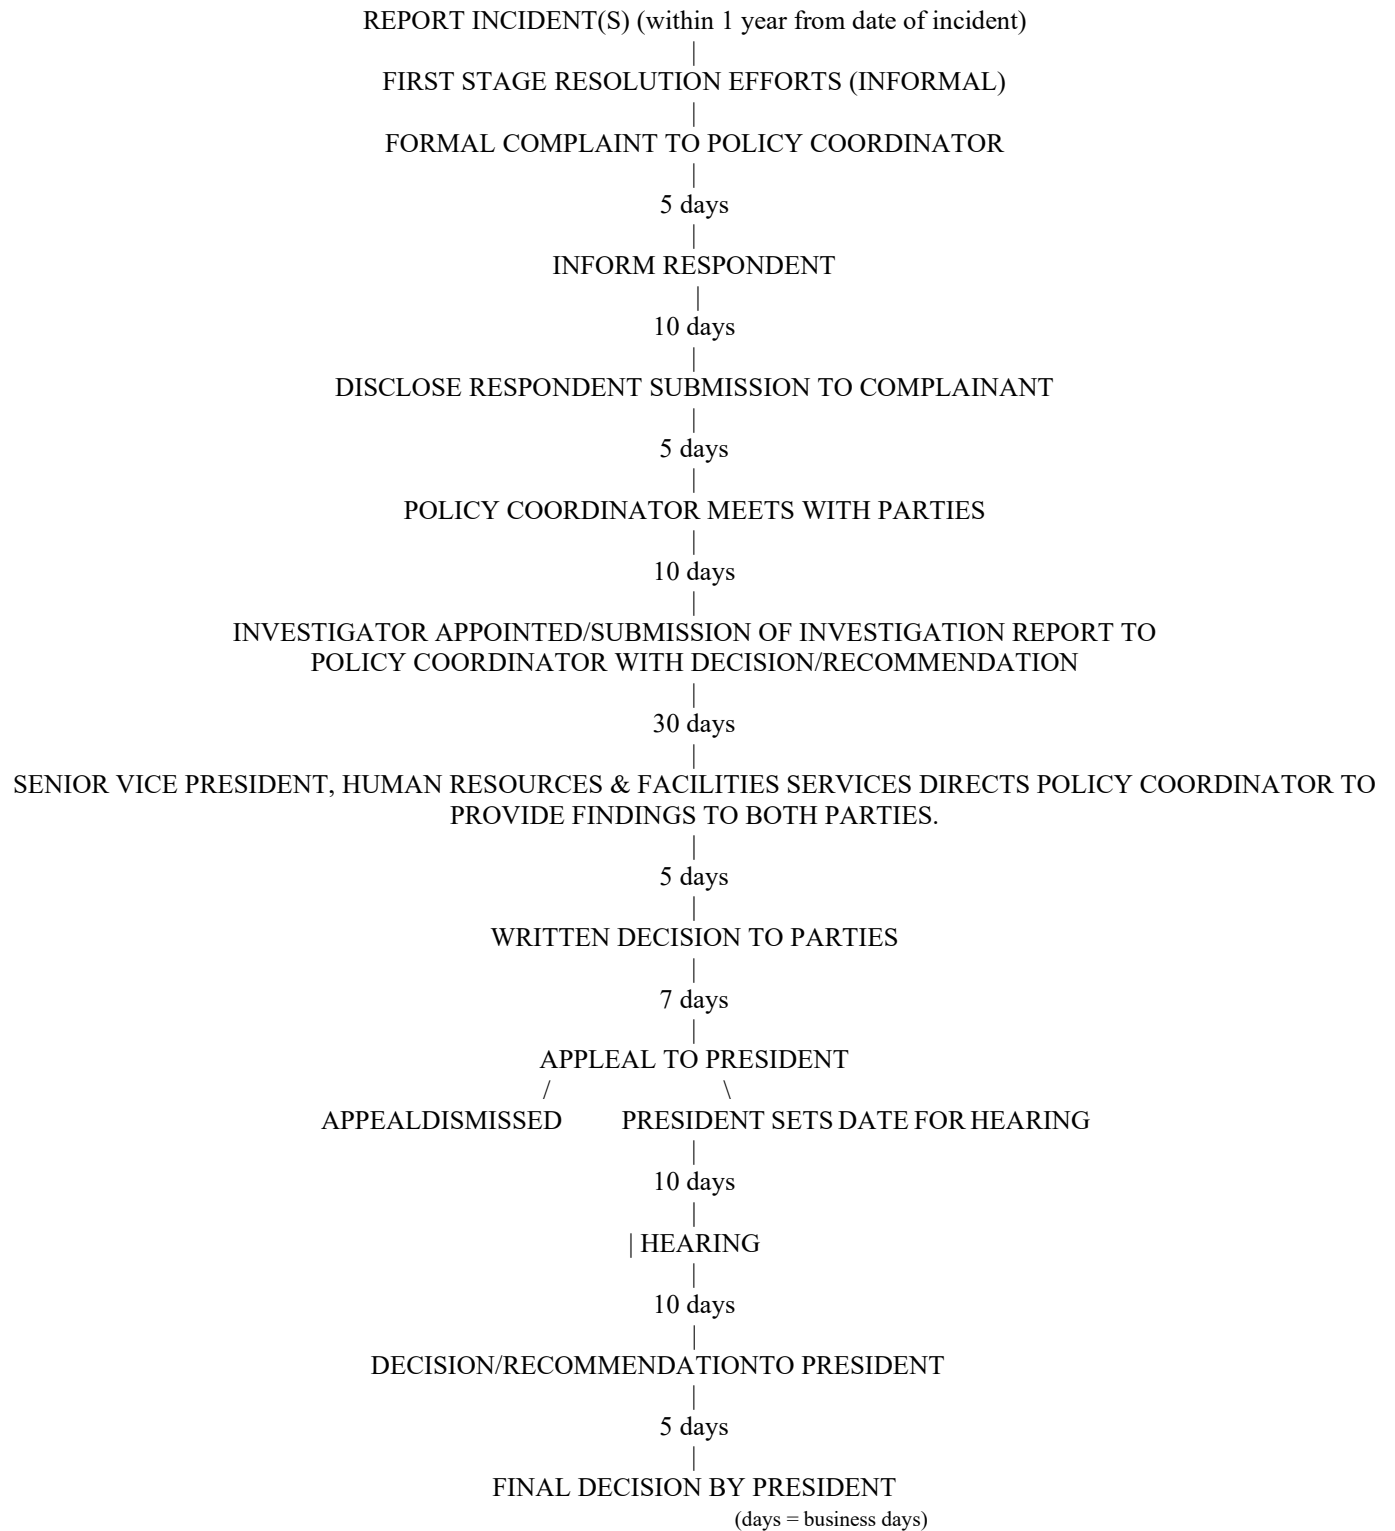 REPORT INCIDENT(S) (within 1 year from date of incident)
|
FIRST STAGE RESOLUTION EFFORTS (INFORMAL)
|
FORMAL COMPLAINT TO POLICY COORDINATOR
|
5 days
|
INFORM RESPONDENT
|
10 days
|
DISCLOSE RESPONDENT SUBMISSION TO COMPLAINANT
|
5 days
|
POLICY COORDINATOR MEETS WITH PARTIES
|
10 days
|
INVESTIGATOR APPOINTED/SUBMISSION OF INVESTIGATION REPORT TO
POLICY COORDINATOR WITH DECISION/RECOMMENDATION
|
30 days
|
SENIOR VICE PRESIDENT, HUMAN RESOURCES & FACILITIES SERVICES DIRECTS POLICY COORDINATOR TO
PROVIDE FINDINGS TO BOTH PARTIES.
|
5 days
|
WRITTEN DECISION TO PARTIES
|
7 days
|
APPLEAL TO PRESIDENT
/ \
APPEALDISMISSED PRESIDENT SETS DATE FOR HEARING
|
10 days
|
| HEARING
|
10 days
|
DECISION/RECOMMENDATIONTO PRESIDENT
|
5 days
|
FINAL DECISION BY PRESIDENT
(days = business days)